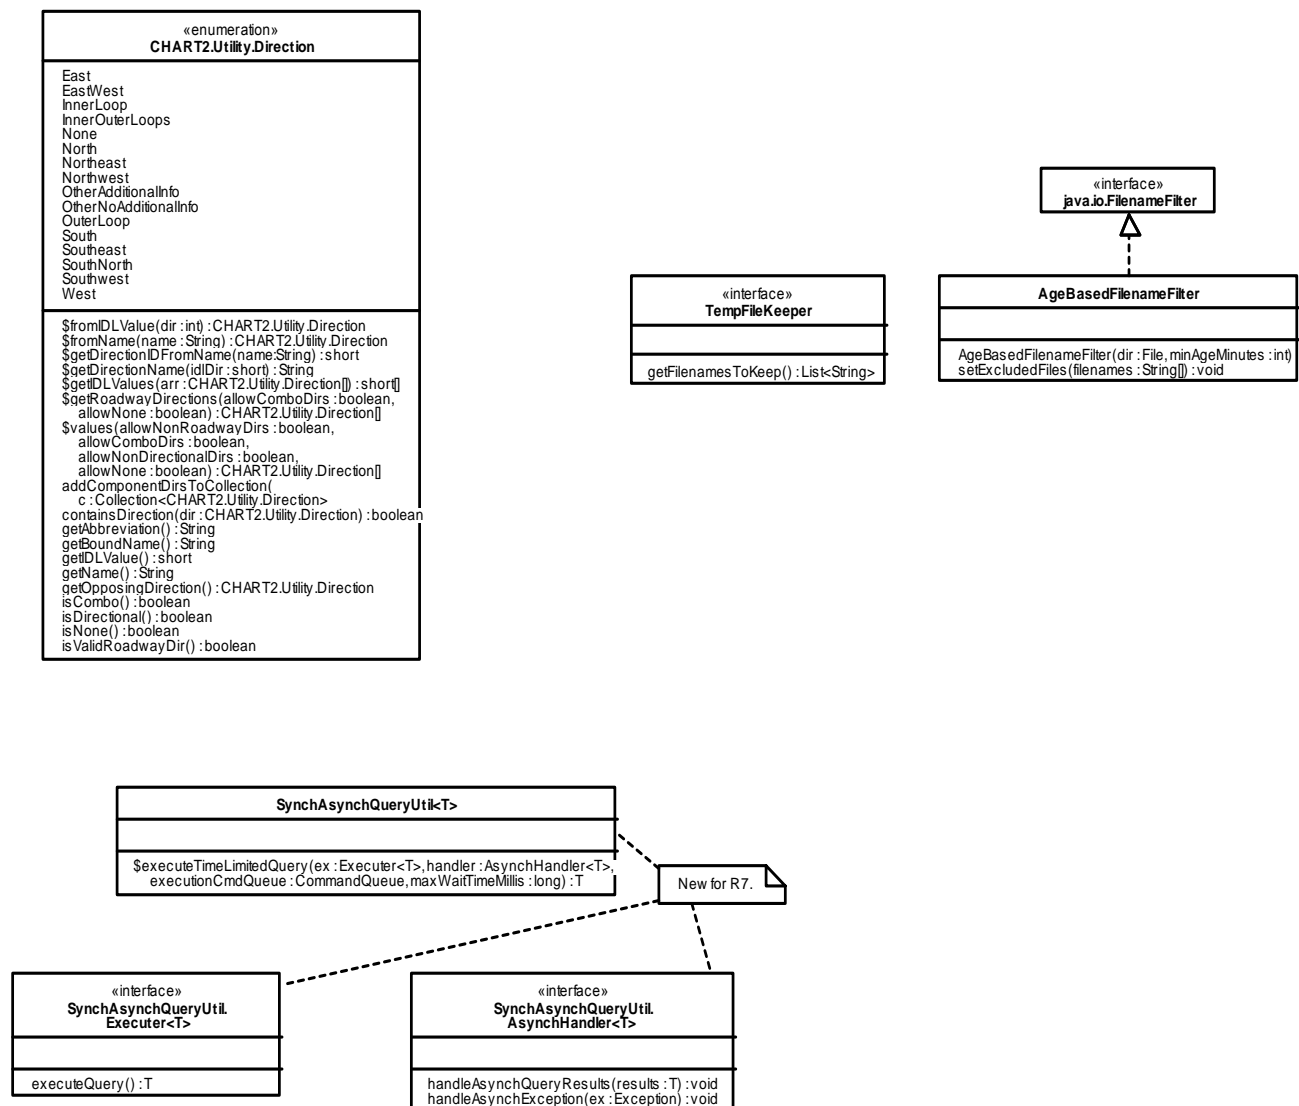 «enumeration»
CHART2.Utility.Direction
East
EastWest
InnerLoop
InnerOuterLoops
None
North
Northeast
Northwest
OtherAdditionalInfo
OtherNoAdditionalInfo
OuterLoop
South
Southeast
SouthNorth
Southwest
West
$fromIDLValue(dir : int) : CHART2.Utility.Direction
$fromName(name : String) : CHART2.Utility.Direction
$getDirectionIDFromName(name:String) : short
$getDirectionName(idlDir : short) : String
$getIDLValues(arr : CHART2.Utility.Direction[]) : short[]
$getRoadwayDirections(allowComboDirs : boolean,
allowNone : boolean) : CHART2.Utility.Direction[]
$values(allowNonRoadwayDirs : boolean,
allowComboDirs : boolean,
allowNonDirectionalDirs : boolean,
allowNone : boolean) : CHART2.Utility.Direction[]
addComponentDirsToCollection(
c : Collection<CHART2.Utility.Direction>
containsDirection(dir : CHART2.Utility.Direction) : boolean
getAbbreviation() : String
getBoundName() : String
getIDLValue() : short
getName() : String
getOpposingDirection() : CHART2.Utility.Direction
isCombo() : boolean
isDirectional() : boolean
isNone() : boolean
isValidRoadwayDir() : boolean
«interface»
java.io.FilenameFilter
«interface»
TempFileKeeper
getFilenamesToKeep() : List<String>
AgeBasedFilenameFilter
AgeBasedFilenameFilter(dir : File, minAgeMinutes : int)
setExcludedFiles(filenames : String[]) : void
SynchAsynchQueryUtil<T>
$executeTimeLimitedQuery(ex : Executer<T>, handler : AsynchHandler<T>,
executionCmdQueue : CommandQueue, maxWaitTimeMillis : long) : T
New for R7.
«interface»
SynchAsynchQueryUtil.
Executer<T>
executeQuery() : T
«interface»
SynchAsynchQueryUtil.
AsynchHandler<T>
handleAsynchQueryResults(results : T) : void
handleAsynchException(ex : Exception) : void